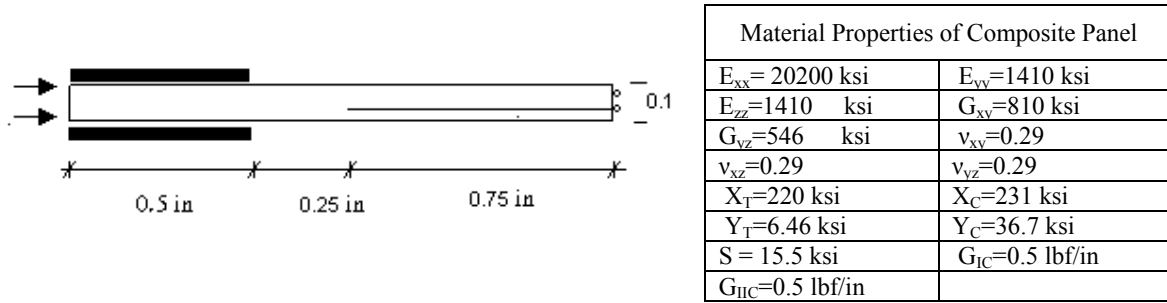 0.1
0.5 in
0.25 in
0.75 in
Material Properties of Composite Panel
Exx= 20200 ksi Eyy=1410 ksi
Ezz=1410 ksi Gxy=810 ksi
Gyz=546 ksi νxy=0.29
νxz=0.29 νyz=0.29
XT=220 ksi XC=231 ksi
YT=6.46 ksi YC=36.7 ksi
S = 15.5 ksi GIC=0.5 lbf/in
GIIC=0.5 lbf/in